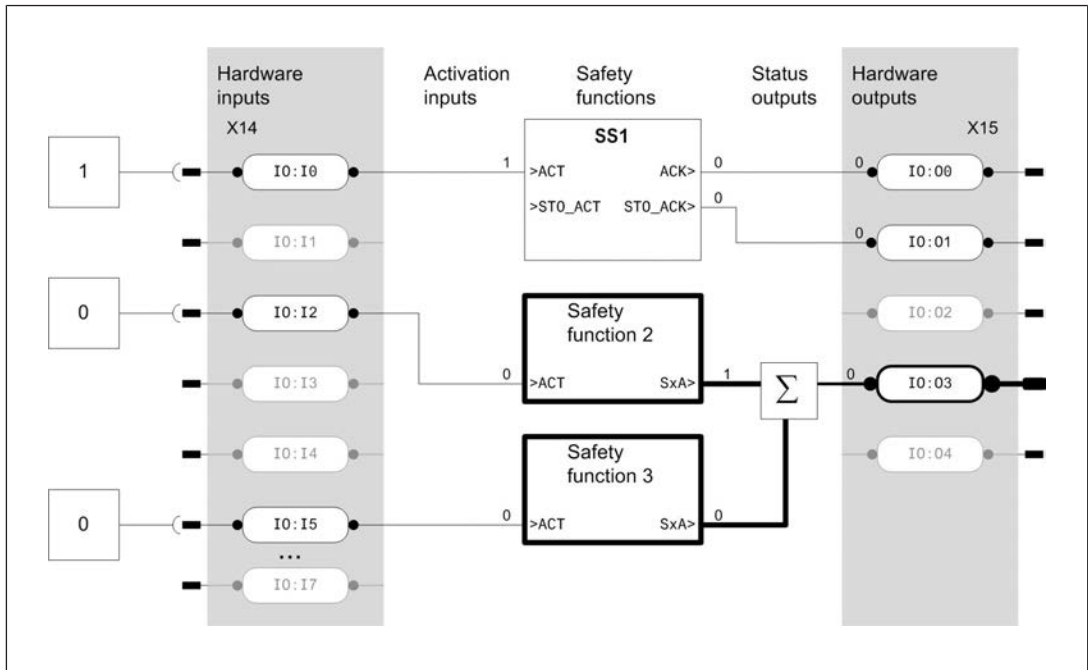 Hardware inputs
Activation inputs
Safety functions
Status outputs
Hardware outputs
X14
X15
SS1
1
IO:I0
1
>ACT
ACK>
0
0
IO:O0
>STO_ACT
STO_ACK>
0
IO:I1
0
IO:O1
0
IO:I2
Safety function 2
IO:O2
IO:I3
0
>ACT
SxA>
1
Σ
0
IO:O3
IO:I4
Safety function 3
IO:O4
0
IO:I5
0
>ACT
SxA>
0
...
IO:I7